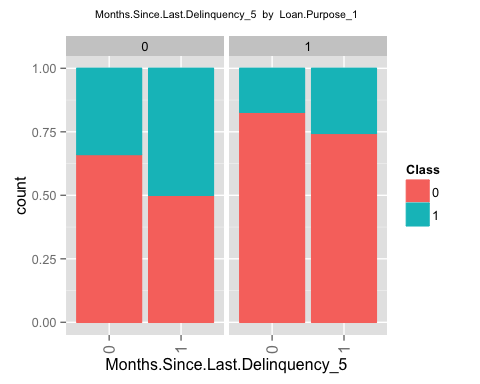 Months.Since.Last.Delinquency_5 by Loan.Purpose_1
0 1
1.00
0.75
0.50
0.25
0.00
count
0 1 0 1
Months.Since.Last.Delinquency_5
Class
0
1